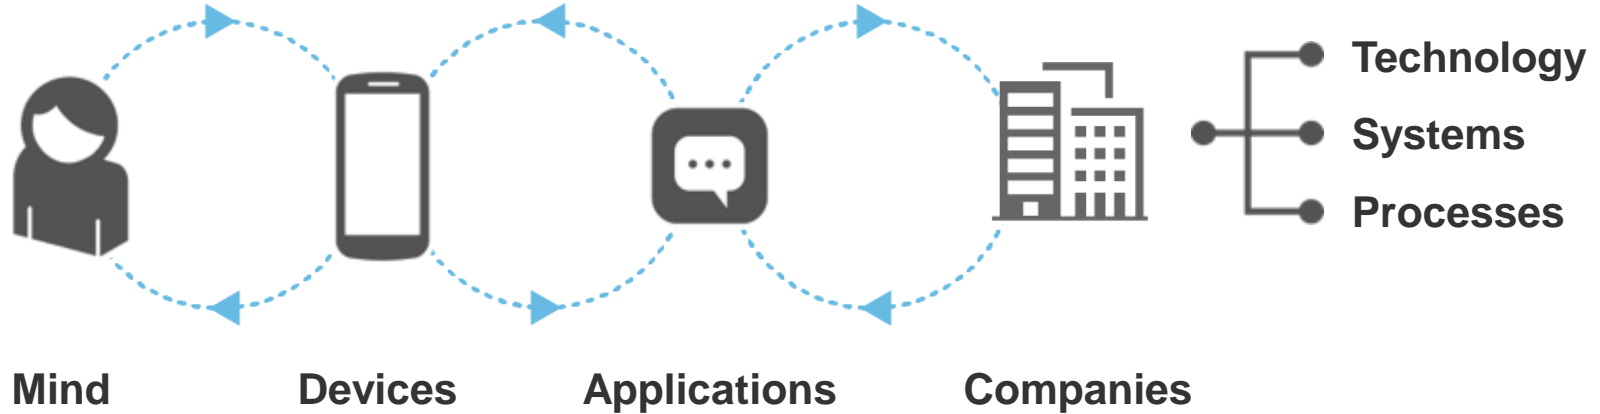 Technology
Systems
Processes
Mind Devices Applications Companies